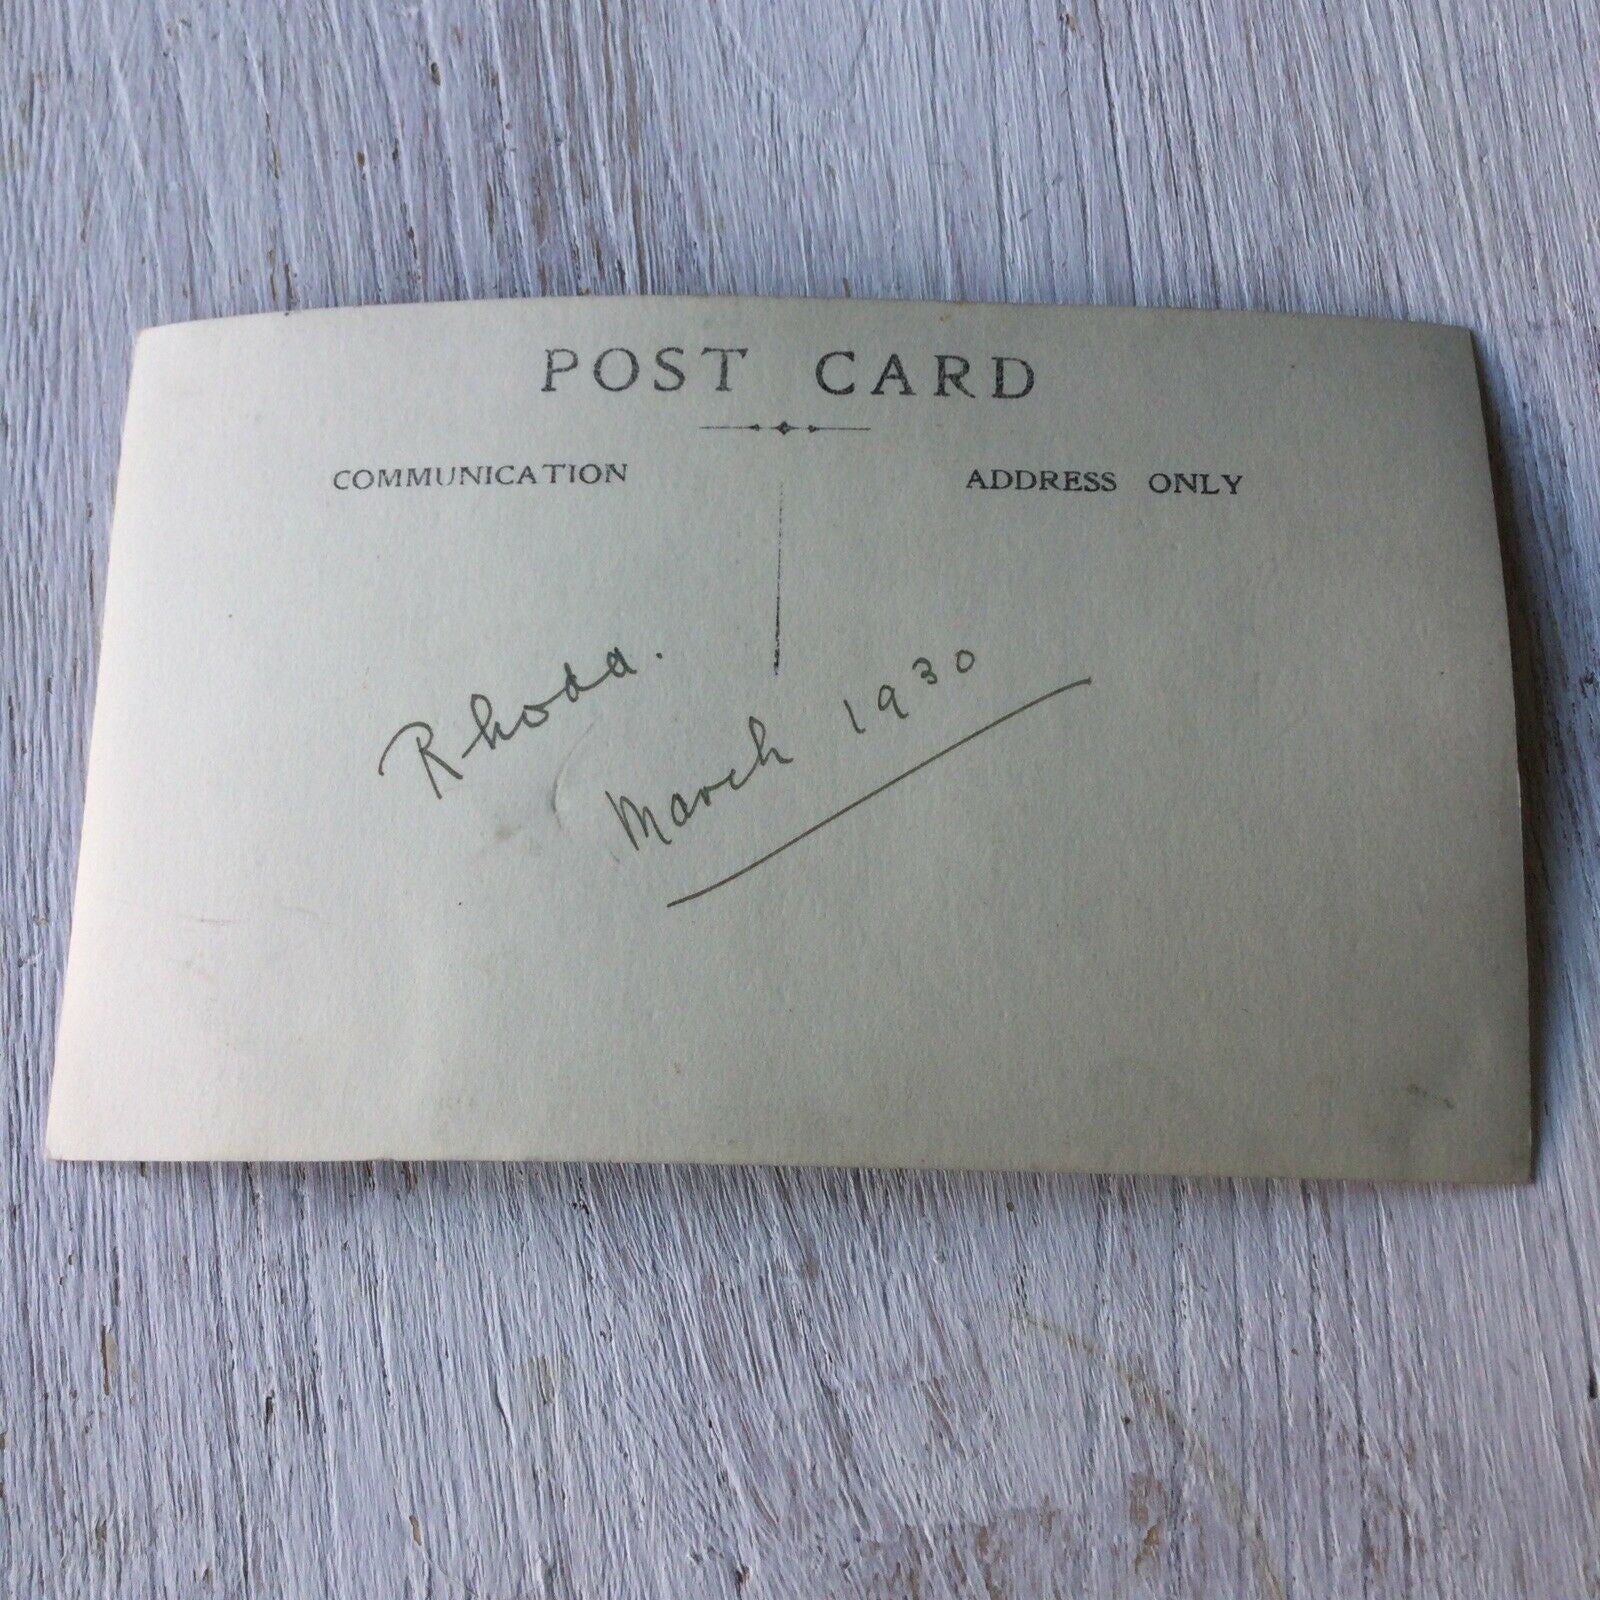 POST CARD
COMMUNICATION
ADDRESS ONLY
Rhoda.
March 1930